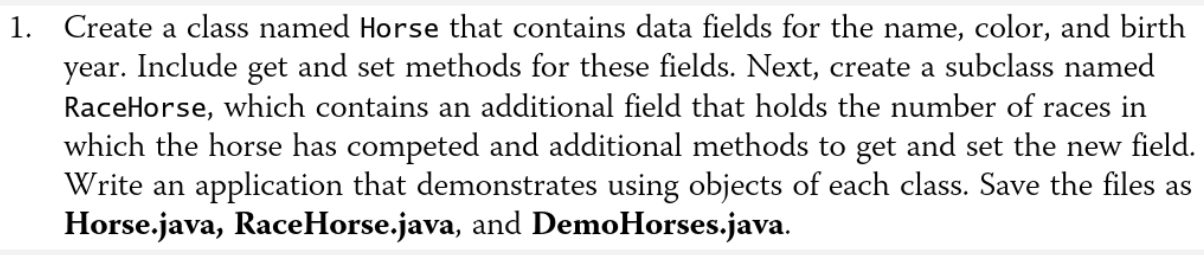 1. Create a class named Horse that contains data fields for the name, color, and birth
year. Include get and set methods for these fields. Next, create a subclass named
RaceHorse, which contains an additional field that holds the number of races in
which the horse has competed and additional methods to get and set the new field.
Write an application that demonstrates using objects of each class. Save the files as
Horse.java, RaceHorse.java, and DemoHorses.java.